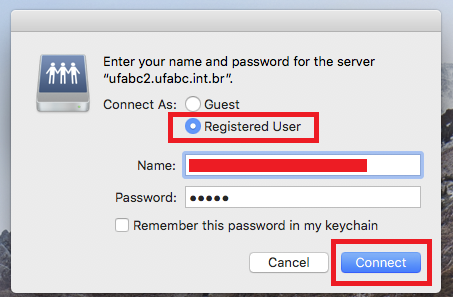 Enter your name and password for the server
“ufabc2.ufabc.int.br”.
Connect As: Guest
Registered User
Name:
Password: •••••
Remember this password in my keychain
Cancel Connect